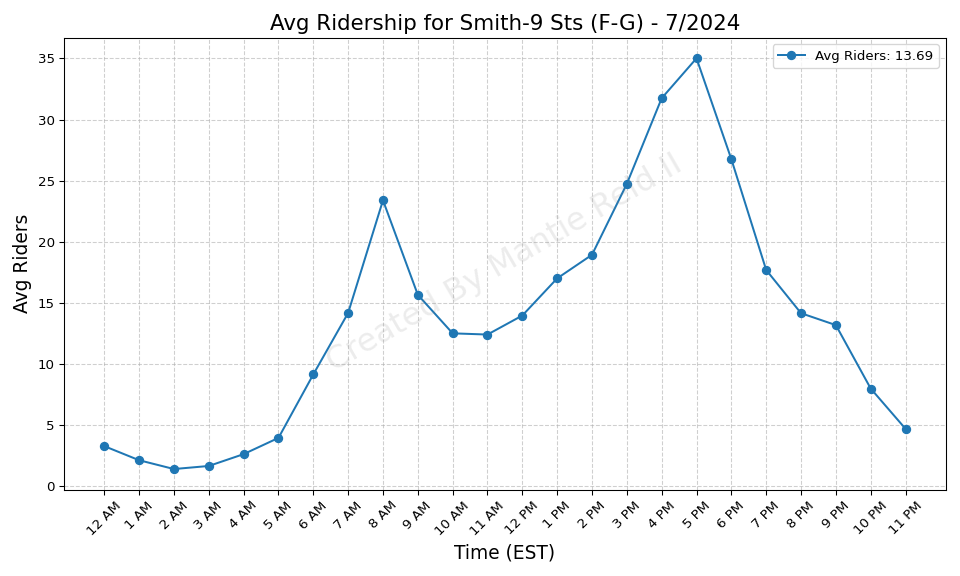 Avg Ridership for Smith-9 Sts (F-G) - 7/2024
Avg Riders: 13.69
Avg Riders
35
30
25
20
15
10
5
0
Created By Mantie Reid II
12 AM
1 AM
2 AM
3 AM
4 AM
5 AM
6 AM
7 AM
8 AM
9 AM
10 AM
11 AM
12 PM
1 PM
2 PM
3 PM
4 PM
5 PM
6 PM
7 PM
8 PM
9 PM
10 PM
11 PM
Time (EST)